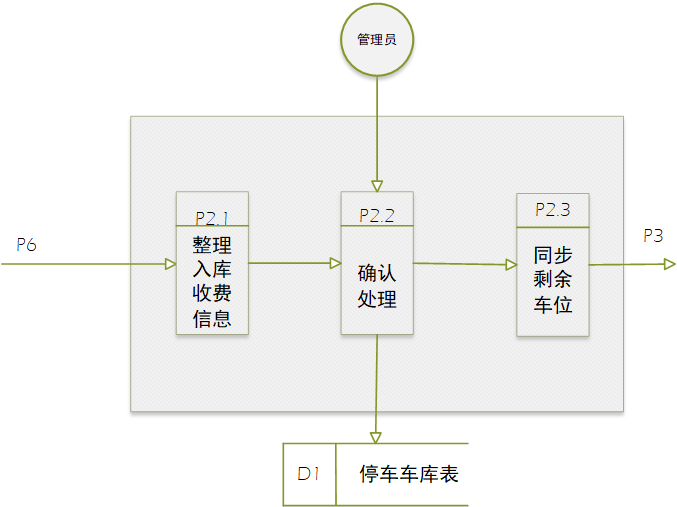 管理员
P6
P2.1
整理
入库
收费
信息
P2.2
确认
处理
P2.3
同步
剩余
车位
P3
D1
停车车库表